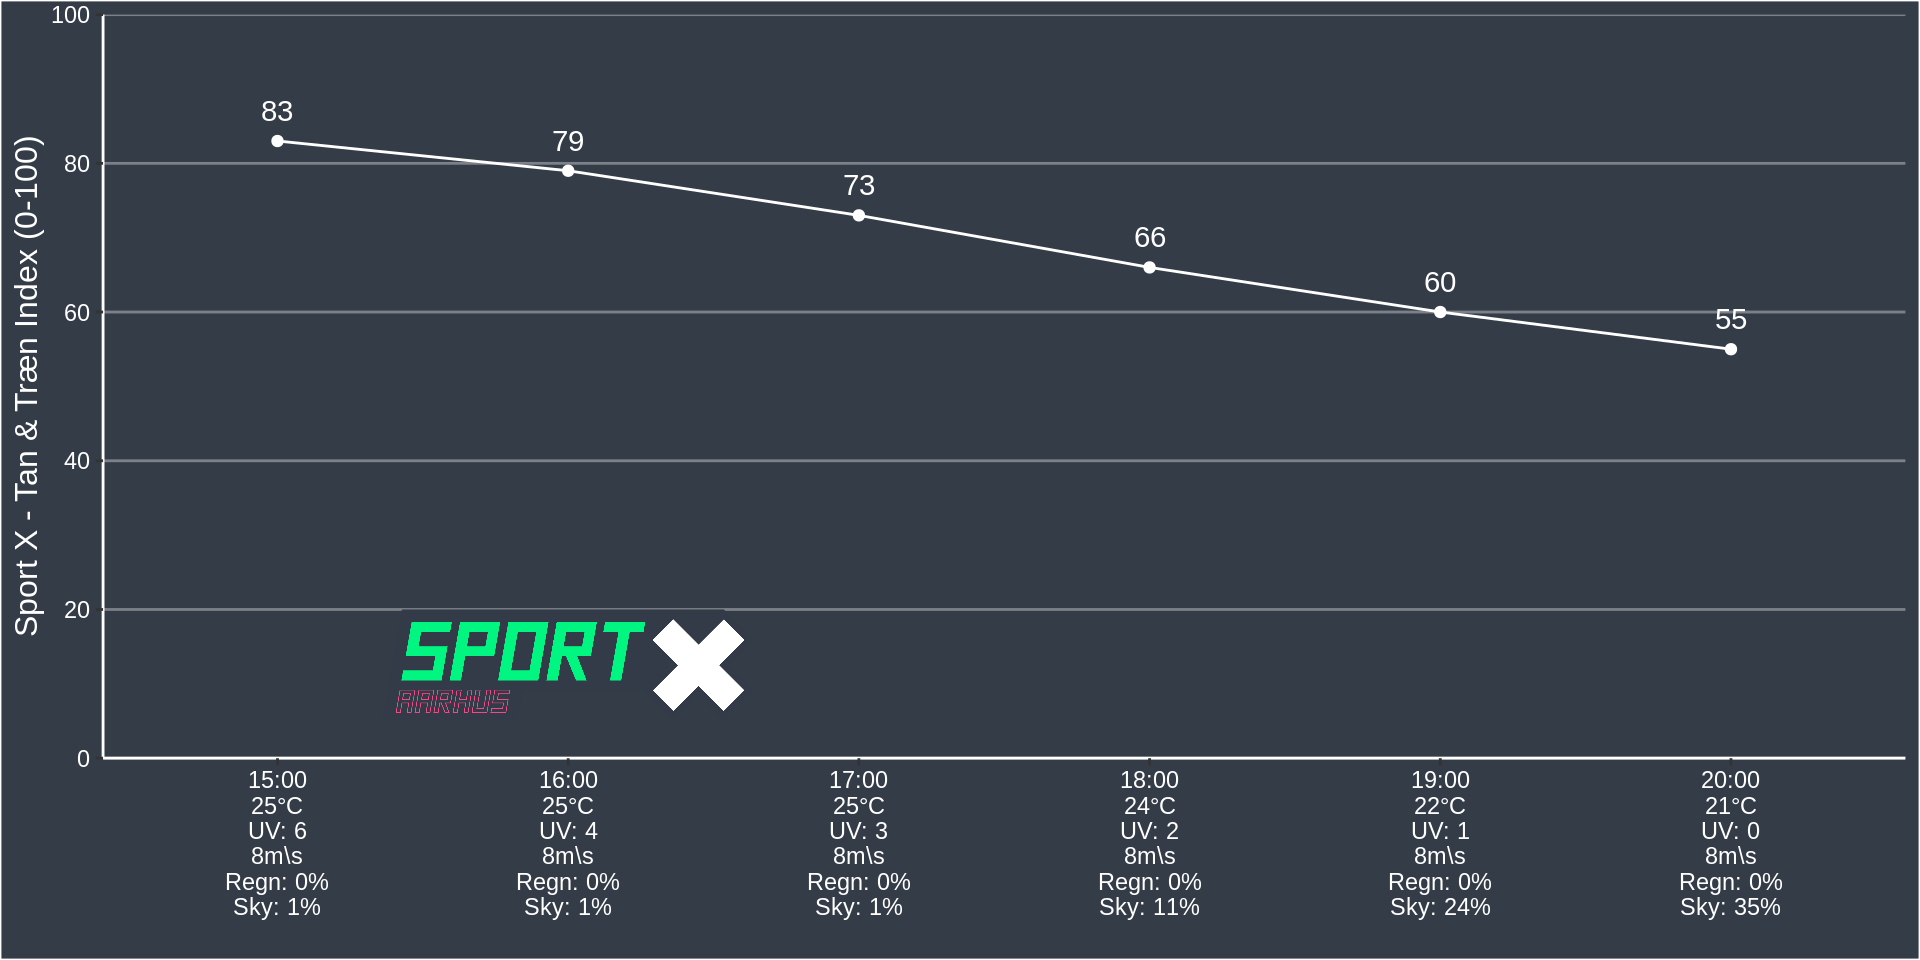 Sport X - Tan & Træn Index (0-100)
100
80
60
40
20
0
83
79
73
66
60
55
SPORT X
AARHUS
15:00 16:00 17:00 18:00 19:00 20:00
25°C 25°C 25°C 24°C 22°C 21°C
UV: 6 UV: 4 UV: 3 UV: 2 UV: 1 UV: 0
8m\s 8m\s 8m\s 8m\s 8m\s 8m\s
Regn: 0% Regn: 0% Regn: 0% Regn: 0% Regn: 0% Regn: 0%
Sky: 1% Sky: 1% Sky: 1% Sky: 11% Sky: 24% Sky: 35%